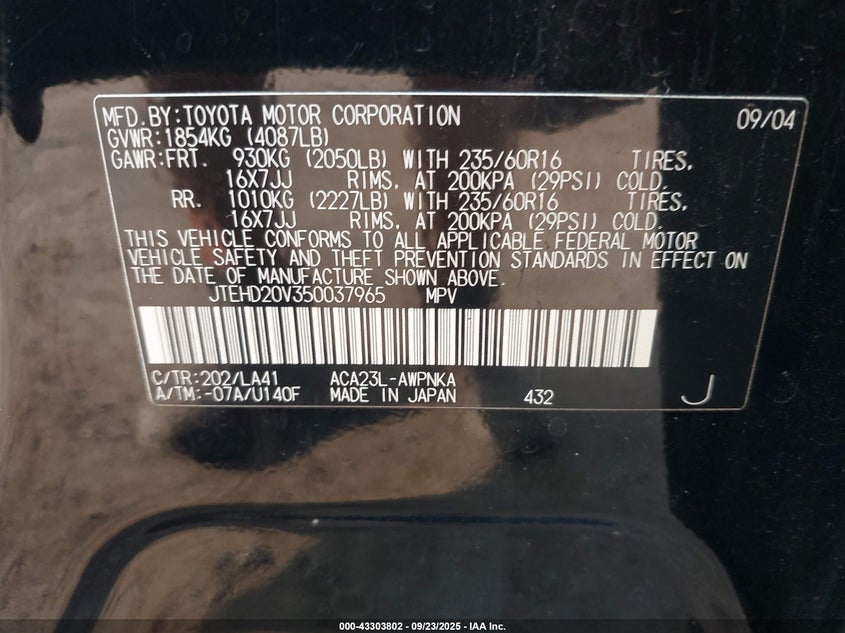 MFD. BY: TOYOTA MOTOR CORPORATION 09/04
GVWR: 1854KG (4087LB)
GAWR: FRT. 930KG (2050LB) WITH 235/60R16 TIRES,
16X7JJ RIMS, AT 200KPA (29PSI) COLD.
RR. 1010KG (2227LB) WITH 235/60R16 TIRES,
16X7JJ RIMS, AT 200KPA (29PSI) COLD.
THIS VEHICLE CONFORMS TO ALL APPLICABLE FEDERAL MOTOR
VEHICLE SAFETY AND THEFT PREVENTION STANDARDS IN EFFECT ON
THE DATE OF MANUFACTURE SHOWN ABOVE.
JTEHD20V350037965 MPV
C/TR: 202/LA41 ACA23L-AWPNKA
A/TM: -07A/U140F MADE IN JAPAN 432 J
000-43303802 - 09/23/2025 - IAA Inc.